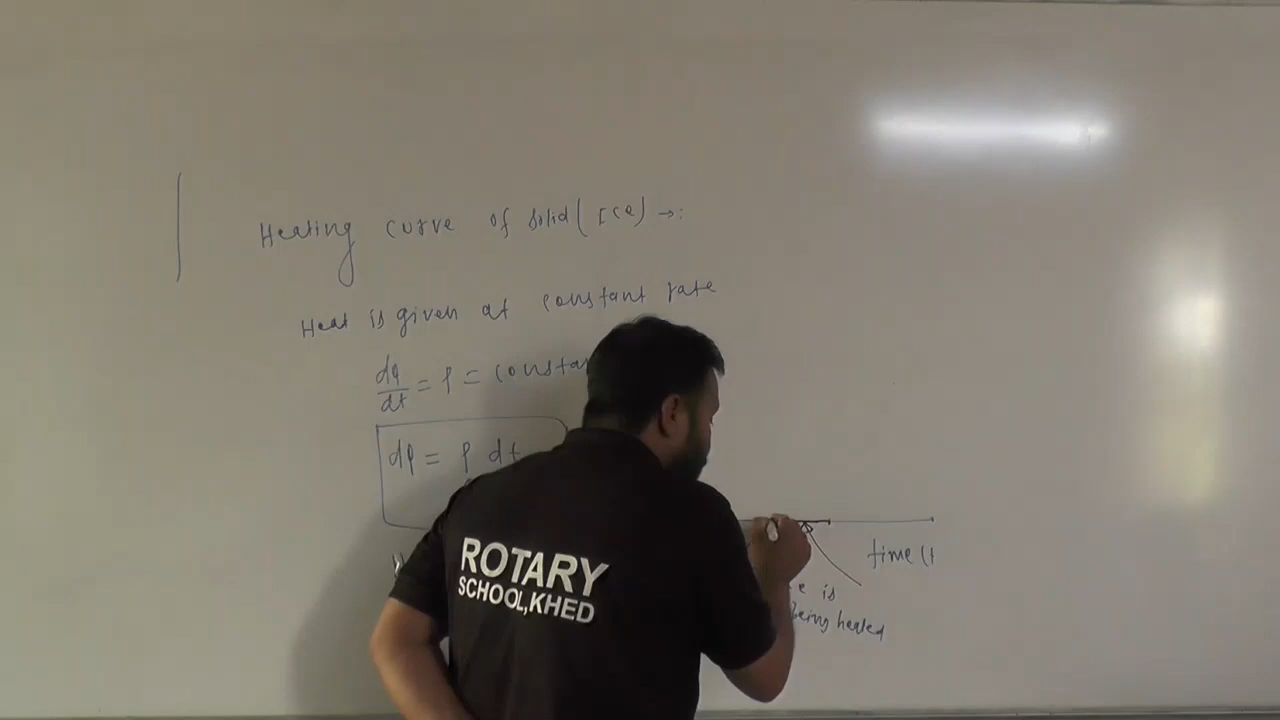 Heating curve of solid (Ice) →:
Heat is given at constant rate
dQ/dt = P = constan
dQ = P dt
ROTARY
SCHOOL,KHED
time (t
e is
being heated